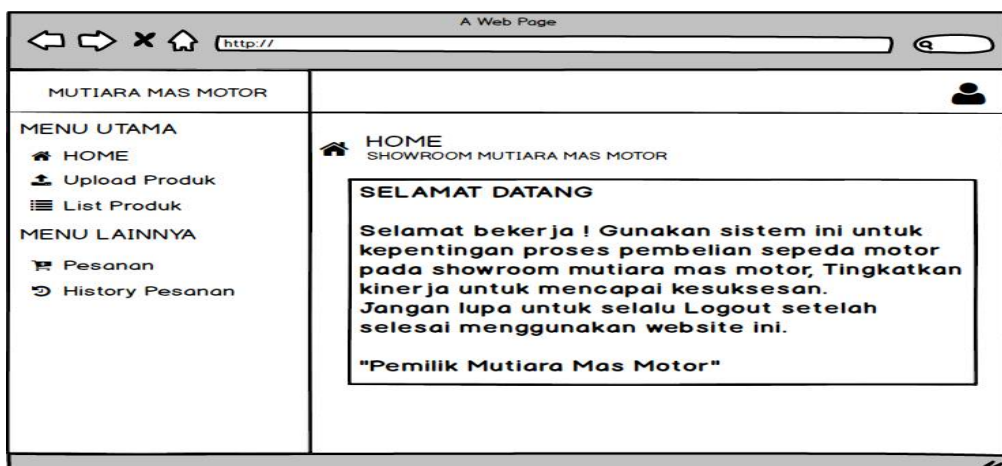 A Web Page
http://
MUTIARA MAS MOTOR
MENU UTAMA
HOME
Upload Produk
List Produk
MENU LAINNYA
Pesanan
History Pesanan
HOME
SHOWROOM MUTIARA MAS MOTOR
SELAMAT DATANG
Selamat bekerja ! Gunakan sistem ini untuk
kepentingan proses pembelian sepeda motor
pada showroom mutiara mas motor, Tingkatkan
kinerja untuk mencapai kesuksesan.
Jangan lupa untuk selalu Logout setelah
selesai menggunakan website ini.
"Pemilik Mutiara Mas Motor"